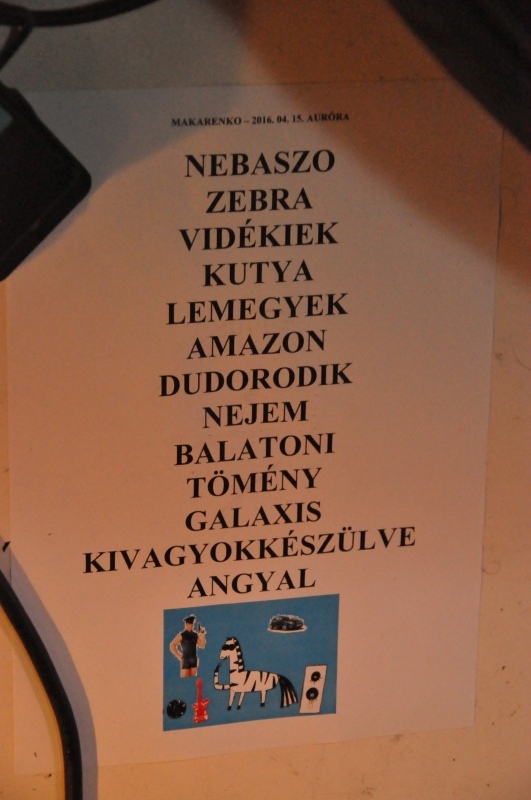 MAKARENKO – 2016. 04. 15. AURÓRA
NEBASZO
ZEBRA
VIDÉKIEK
KUTYA
LEMEGYEK
AMAZON
DUDORODIK
NEJEM
BALATONI
TÖMÉNY
GALAXIS
KIVAGYOKKÉSZÜLVE
ANGYAL